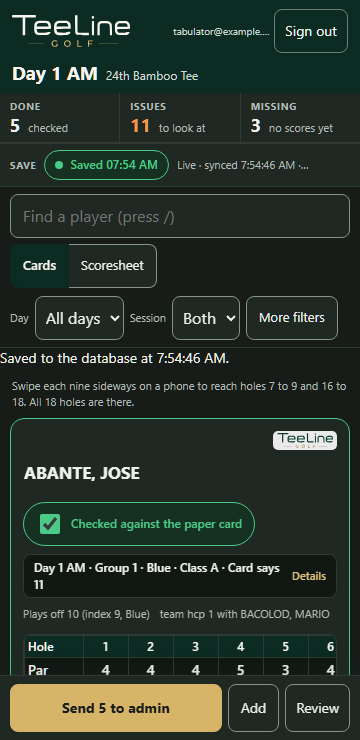 TEELINE
GOLF
tabulator@example....
Sign out
Day 1 AM 24th Bamboo Tee
DONE
5 checked
ISSUES
11 to look at
MISSING
3 no scores yet
SAVE
Saved 07:54 AM
Live · synced 7:54:46 AM ·...
Find a player (press /)
Cards
Scoresheet
Day
All days
Session
Both
More filters
Saved to the database at 7:54:46 AM.
Swipe each nine sideways on a phone to reach holes 7 to 9 and 16 to
18. All 18 holes are there.
TEELINE
GOLF
ABANTE, JOSE
Checked against the paper card
Day 1 AM · Group 1 · Blue · Class A · Card says
11
Details
Plays off 10 (index 9, Blue) team hcp 1 with BACOLOD, MARIO
Hole 1 2 3 4 5 6
Par 4 4 4 5 3 4
Send 5 to admin
Add
Review